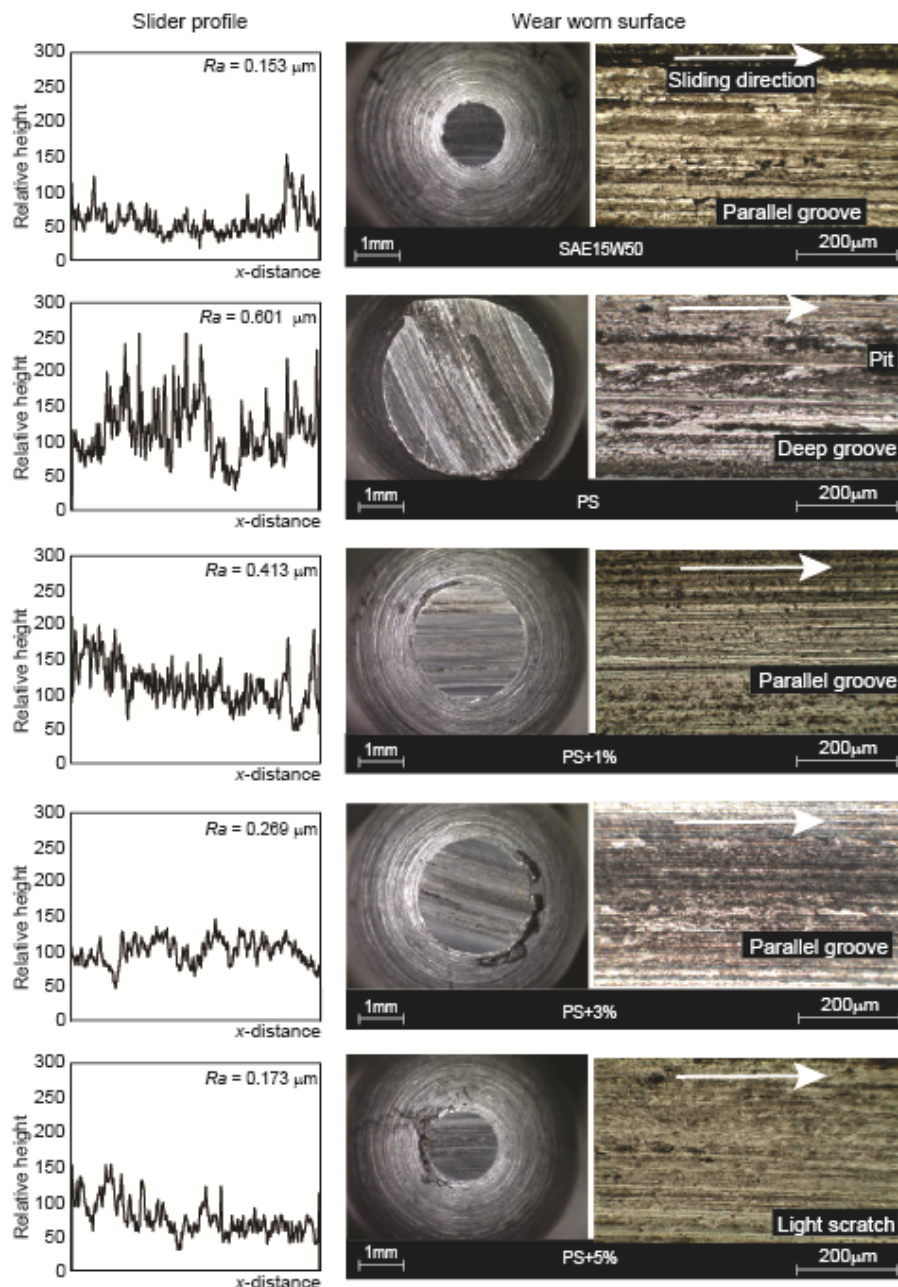 Slider profile
Wear worn surface
300
250
200
150
100
50
0
Relative height
Ra = 0.153 μm
x-distance
Sliding direction
Parallel groove
1mm
SAE15W50
200μm
300
250
200
150
100
50
0
Relative height
Ra = 0.601 μm
x-distance
Pit
Deep groove
1mm
PS
200μm
300
250
200
150
100
50
0
Relative height
Ra = 0.413 μm
x-distance
Parallel groove
1mm
PS+1%
200μm
300
250
200
150
100
50
0
Relative height
Ra = 0.269 μm
x-distance
Parallel groove
1mm
PS+3%
200μm
300
250
200
150
100
50
0
Relative height
Ra = 0.173 μm
x-distance
Light scratch
1mm
PS+5%
200μm